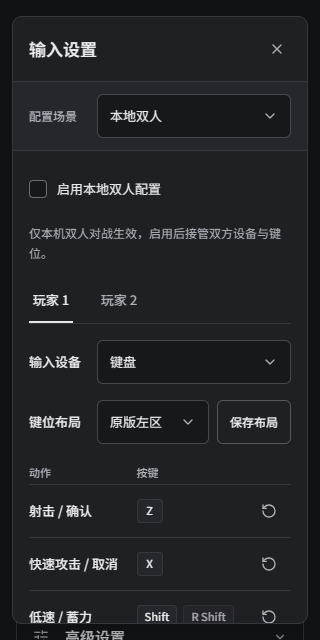 输入设置
配置场景 本地双人
启用本地双人配置
仅本机双人对战生效，启用后接管双方设备与键
位。
玩家 1 玩家 2
输入设备 键盘
键位布局 原版左区 保存布局
动作 按键
射击 / 确认 Z
快速攻击 / 取消 X
低速 / 蓄力 Shift R Shift
高级设置